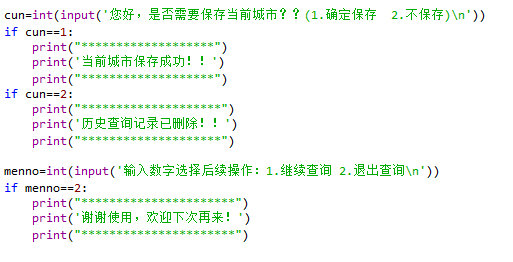 cun=int(input('您好，是否需要保存当前城市？？(1.确定保存  2.不保存)\n'))
if cun==1:
    print("*******************")
    print('当前城市保存成功！！')
    print("*******************")
if cun==2:
    print("********************")
    print('历史查询记录已删除！！')
    print("********************")

menno=int(input('输入数字选择后续操作：1.继续查询 2.退出查询\n'))
if menno==2:
    print("**********************")
    print('谢谢使用，欢迎下次再来！')
    print("**********************")